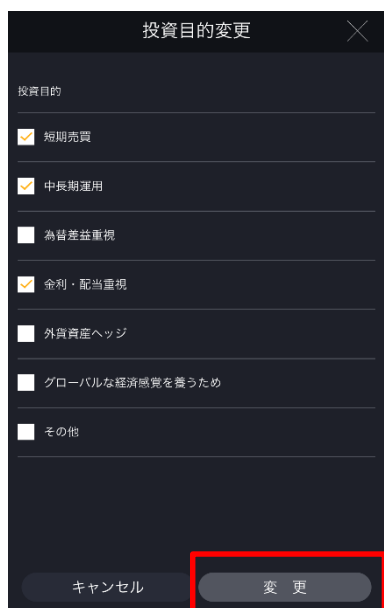 投資目的変更
投資目的
短期売買
中長期運用
為替差益重視
金利・配当重視
外貨資産ヘッジ
グローバルな経済感覚を養うため
その他
キャンセル
変 更